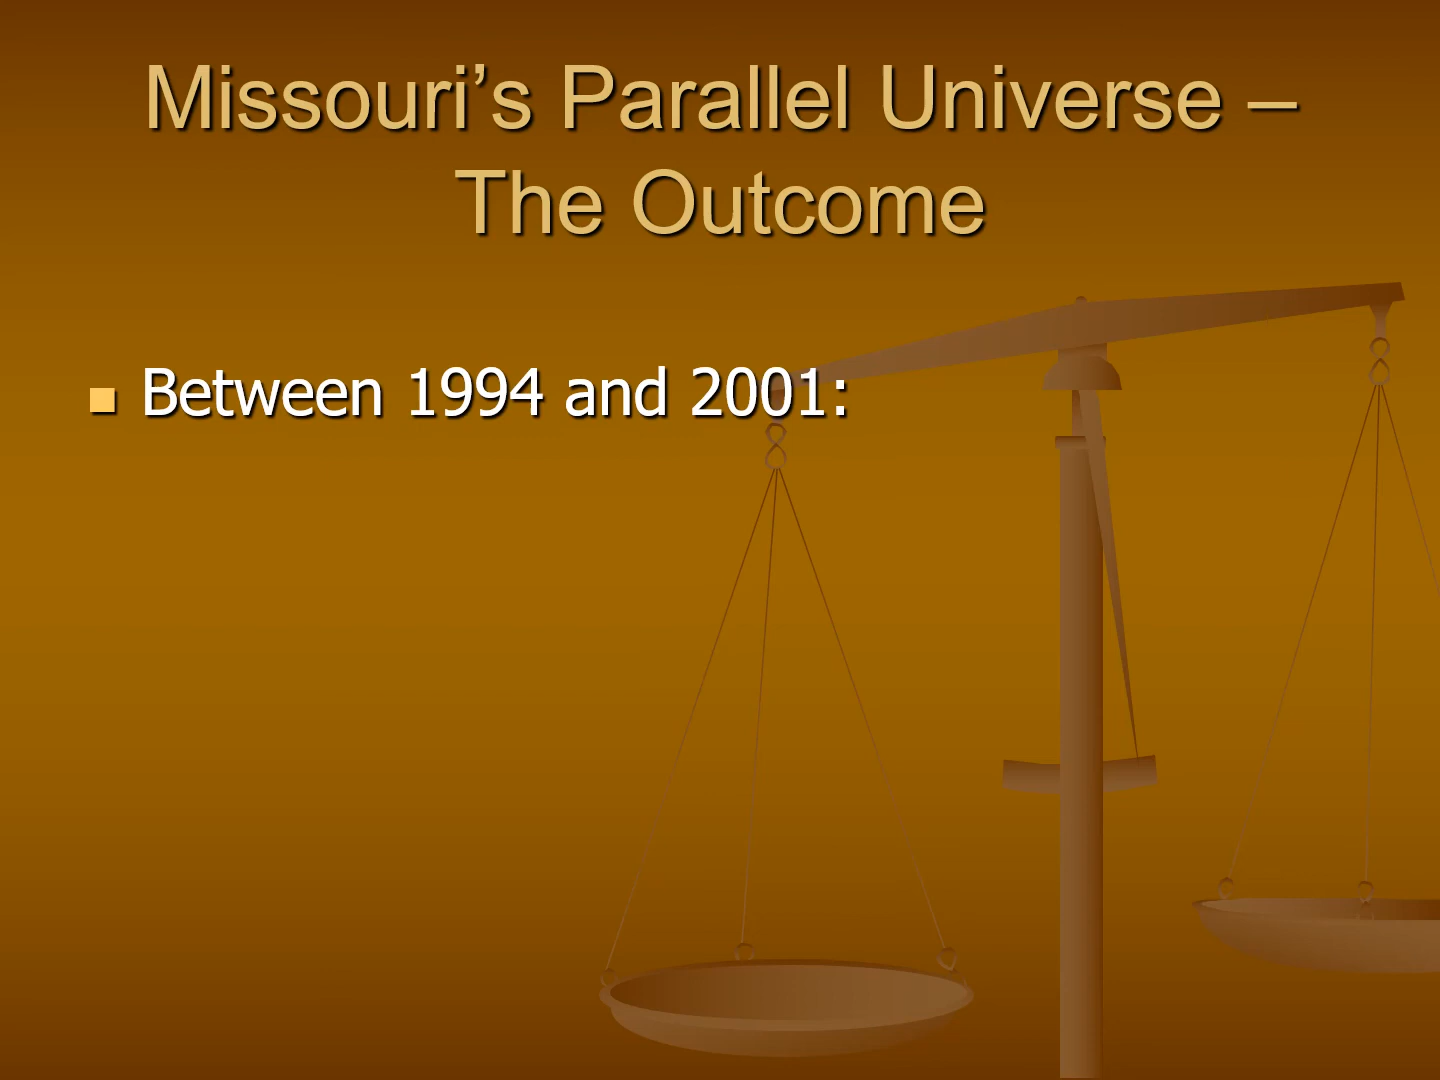 Missouri’s Parallel Universe –
The Outcome
Between 1994 and 2001: